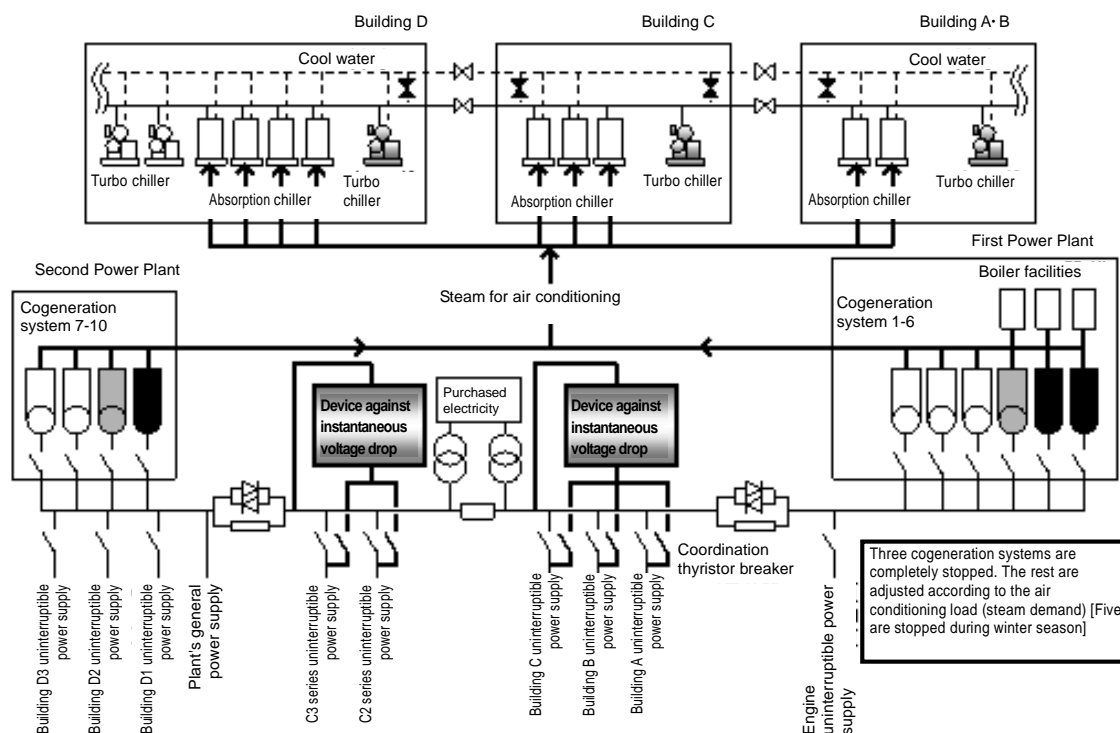 Building D
Building C
Building A・B
Cool water
Cool water
Turbo chiller
Absorption chiller
Turbo
chiller
Absorption chiller
Turbo chiller
Absorption chiller
Turbo chiller
Second Power Plant
First Power Plant
Steam for air conditioning
Boiler facilities
Cogeneration
system 7-10
Cogeneration
system 1-6
Device against
instantaneous
voltage drop
Purchased
electricity
Device against
instantaneous
voltage drop
Coordination
thyristor breaker
Three cogeneration systems are
completely stopped. The rest are
adjusted according to the air
conditioning load (steam demand) [Five
are stopped during winter season]
Building D3 uninterruptible
power supply
Building D2 uninterruptible
power supply
Building D1 uninterruptible
power supply
Plant's general
power supply
C3 series uninterruptible
power supply
C2 series uninterruptible
power supply
Building C uninterruptible
power supply
Building B uninterruptible
power supply
Building A uninterruptible
power supply
Engine
uninterruptible power
supply